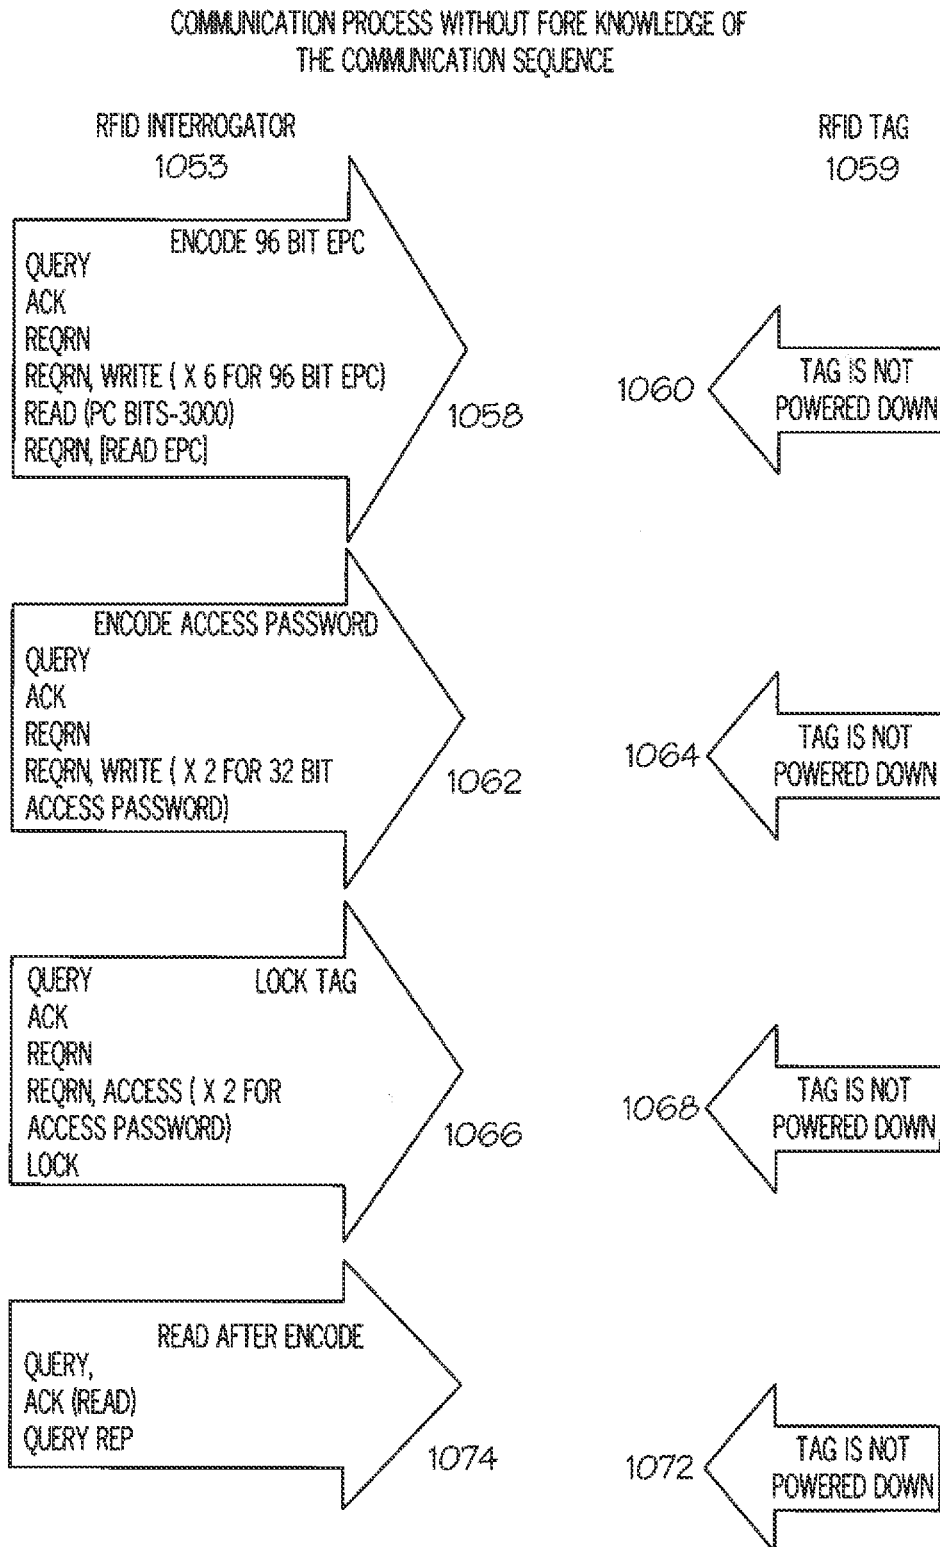 COMMUNICATION PROCESS WITHOUT FORE KNOWLEDGE OF
THE COMMUNICATION SEQUENCE
RFID INTERROGATOR
1053
RFID TAG
1059
ENCODE 96 BIT EPC
QUERY
ACK
REQRN
REQRN, WRITE ( X 6 FOR 96 BIT EPC)
READ (PC BITS-3000)
REQRN, [READ EPC]
1058
1060
TAG IS NOT
POWERED DOWN
ENCODE ACCESS PASSWORD
QUERY
ACK
REQRN
REQRN, WRITE ( X 2 FOR 32 BIT
ACCESS PASSWORD)
1062
1064
TAG IS NOT
POWERED DOWN
QUERY LOCK TAG
ACK
REQRN
REQRN, ACCESS ( X 2 FOR
ACCESS PASSWORD)
LOCK
1066
1068
TAG IS NOT
POWERED DOWN
READ AFTER ENCODE
QUERY,
ACK (READ)
QUERY REP
1074
1072
TAG IS NOT
POWERED DOWN